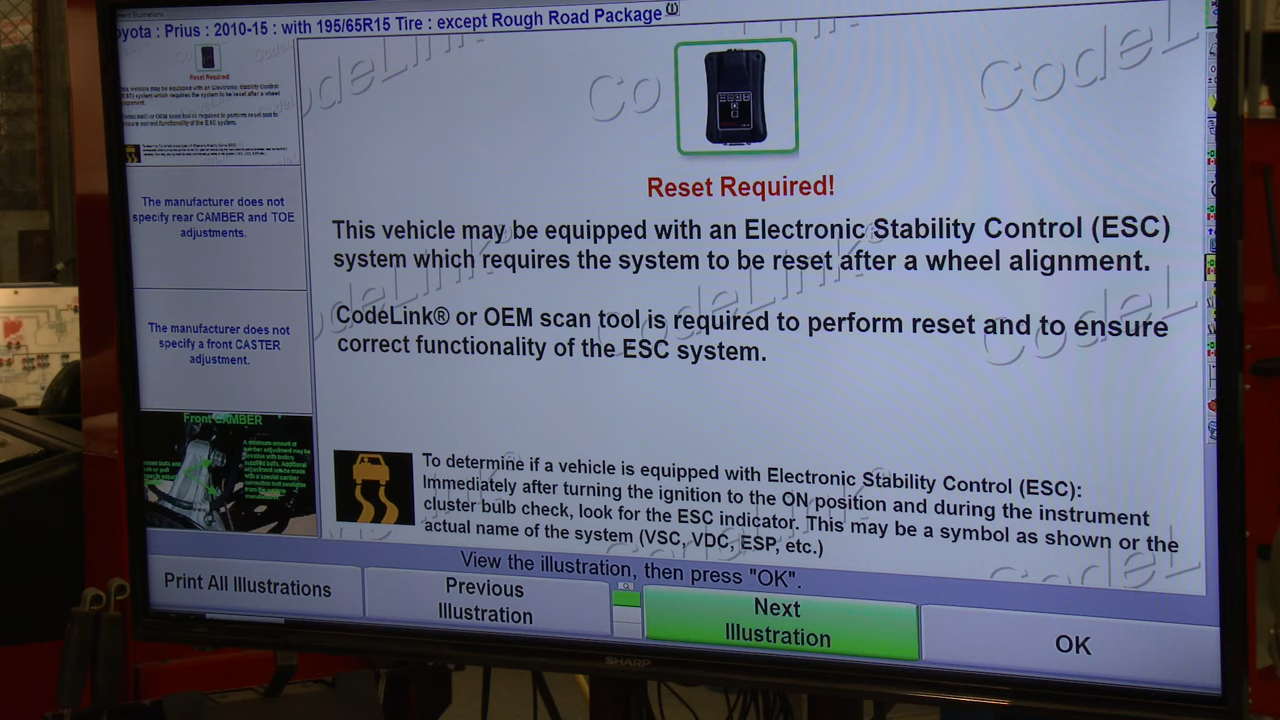 oyota : Prius : 2010-15 : with 195/65R15 Tire : except Rough Road Package
Reset Required!
This vehicle may be equipped with an Electronic Stability Control (ESC)
system which requires the system to be reset after a wheel alignment.
CodeLink® or OEM scan tool is required to perform reset and to ensure
correct functionality of the ESC system.
To determine if a vehicle is equipped with Electronic Stability Control (ESC):
Immediately after turning the ignition to the ON position and during the instrument
cluster bulb check, look for the ESC indicator. This may be a symbol as shown or the
actual name of the system (VSC, VDC, ESP, etc.)
Reset Required
The manufacturer does not
specify rear CAMBER and TOE
adjustments.
The manufacturer does not
specify a front CASTER
adjustment.
Front CAMBER
View the illustration, then press "OK".
Print All Illustrations
Previous
Illustration
Next
Illustration
OK
SHARP
CodeLink
CodeL
CodeLink®
CodeLink®
CodeLink